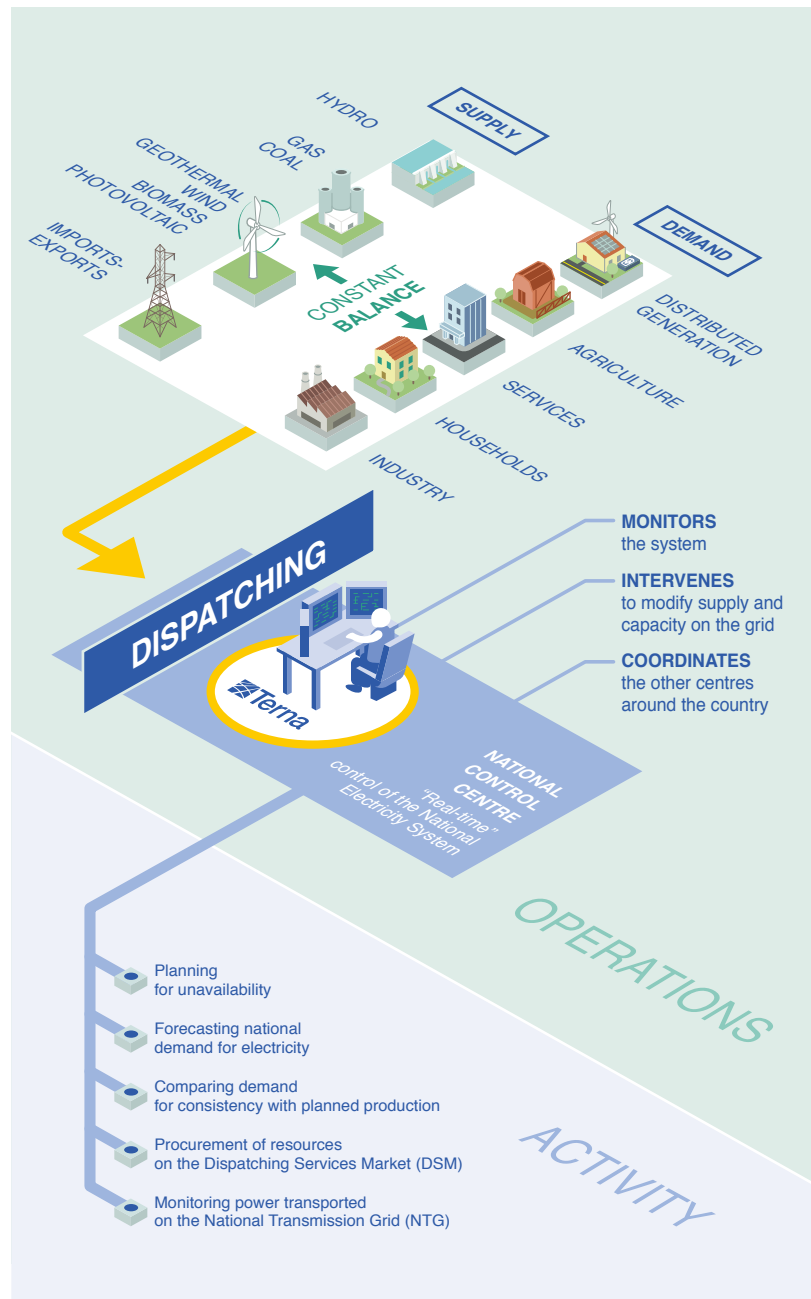 SUPPLY
HYDRO
GAS
COAL
GEOTHERMAL
WIND
BIOMASS
PHOTOVOLTAIC
IMPORTS-
EXPORTS
CONSTANT
BALANCE
DEMAND
DISTRIBUTED
GENERATION
AGRICULTURE
SERVICES
HOUSEHOLDS
INDUSTRY
DISPATCHING
MONITORS
the system
INTERVENES
to modify supply and
capacity on the grid
COORDINATES
the other centres
around the country
Terna
NATIONAL
CONTROL
CENTRE
"Real-time"
control of the National
Electricity System
OPERATIONS
Planning
for unavailability
Forecasting national
demand for electricity
Comparing demand
for consistency with planned production
Procurement of resources
on the Dispatching Services Market (DSM)
Monitoring power transported
on the National Transmission Grid (NTG)
ACTIVITY